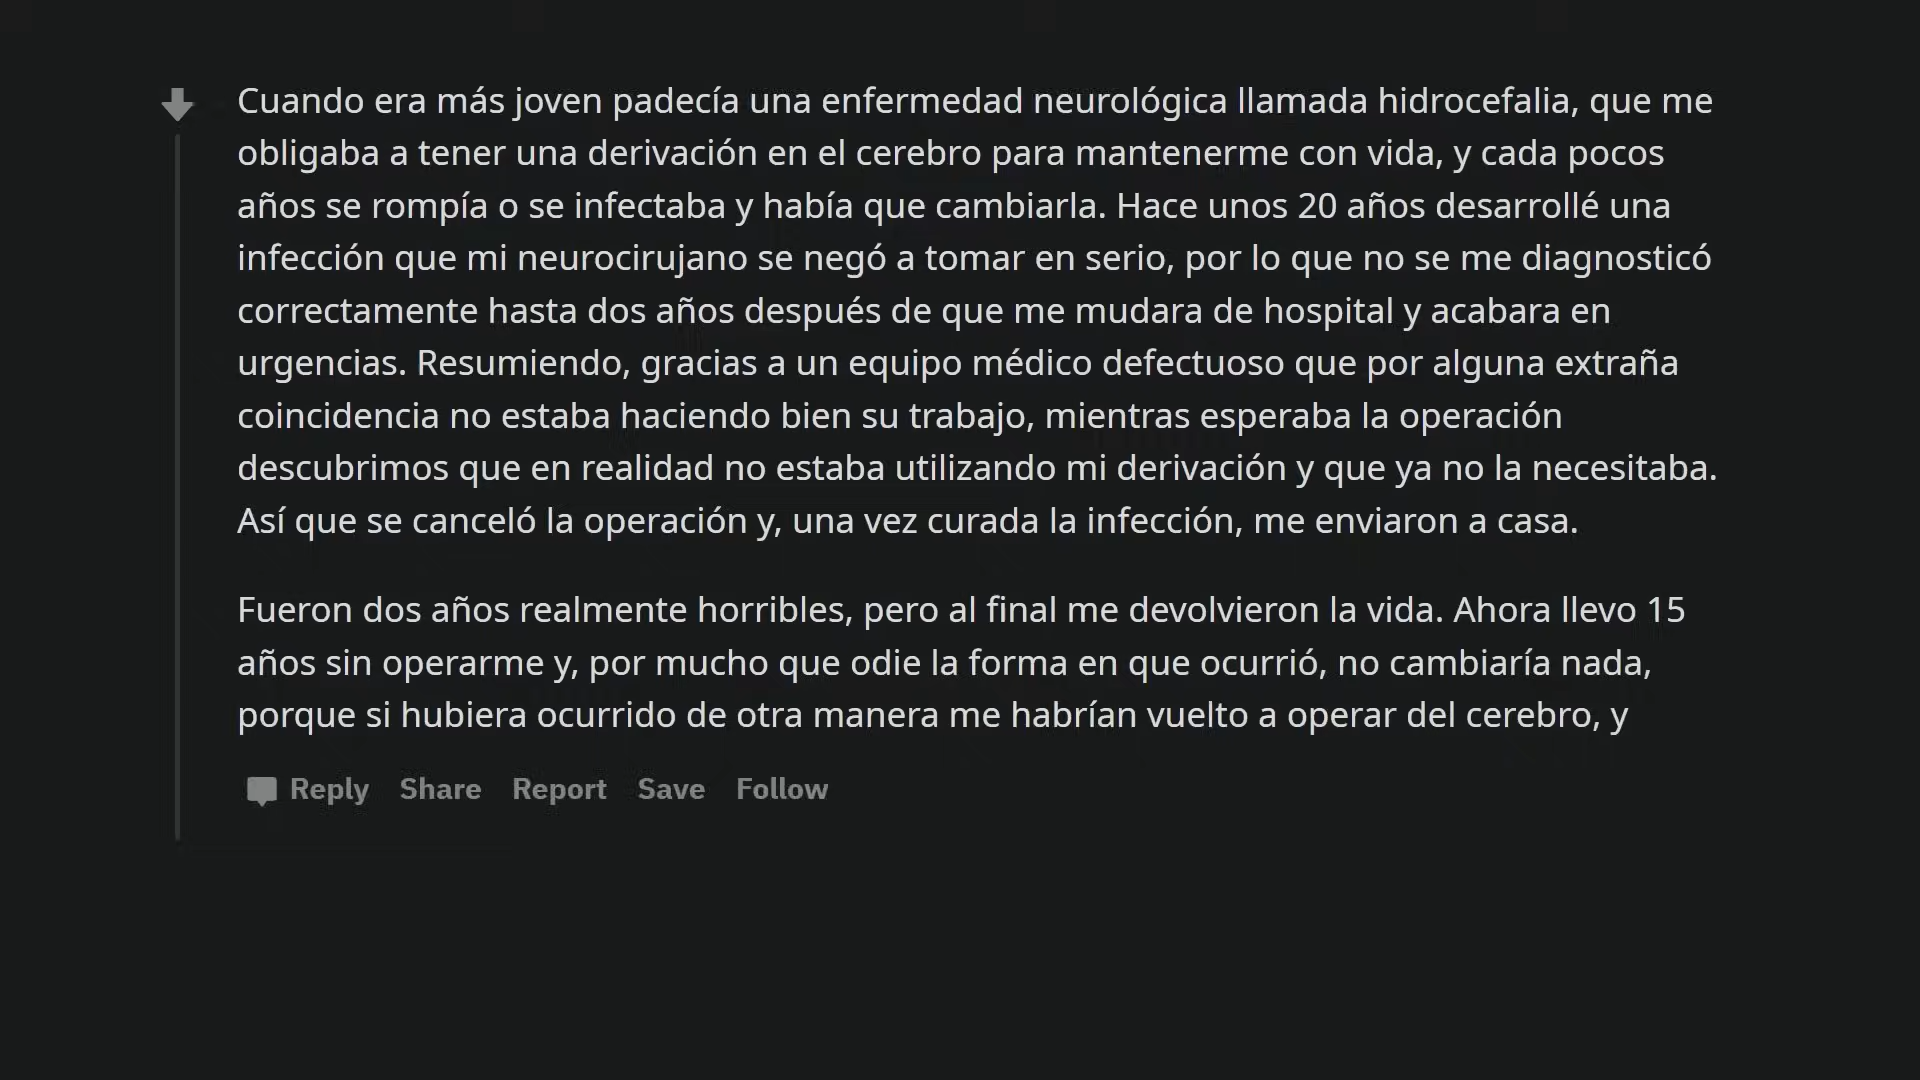 Cuando era más joven padecía una enfermedad neurológica llamada hidrocefalia, que me
obligaba a tener una derivación en el cerebro para mantenerme con vida, y cada pocos
años se rompía o se infectaba y había que cambiarla. Hace unos 20 años desarrollé una
infección que mi neurocirujano se negó a tomar en serio, por lo que no se me diagnosticó
correctamente hasta dos años después de que me mudara de hospital y acabara en
urgencias. Resumiendo, gracias a un equipo médico defectuoso que por alguna extraña
coincidencia no estaba haciendo bien su trabajo, mientras esperaba la operación
descubrimos que en realidad no estaba utilizando mi derivación y que ya no la necesitaba.
Así que se canceló la operación y, una vez curada la infección, me enviaron a casa.
Fueron dos años realmente horribles, pero al final me devolvieron la vida. Ahora llevo 15
años sin operarme y, por mucho que odie la forma en que ocurrió, no cambiaría nada,
porque si hubiera ocurrido de otra manera me habrían vuelto a operar del cerebro, y
Reply Share Report Save Follow